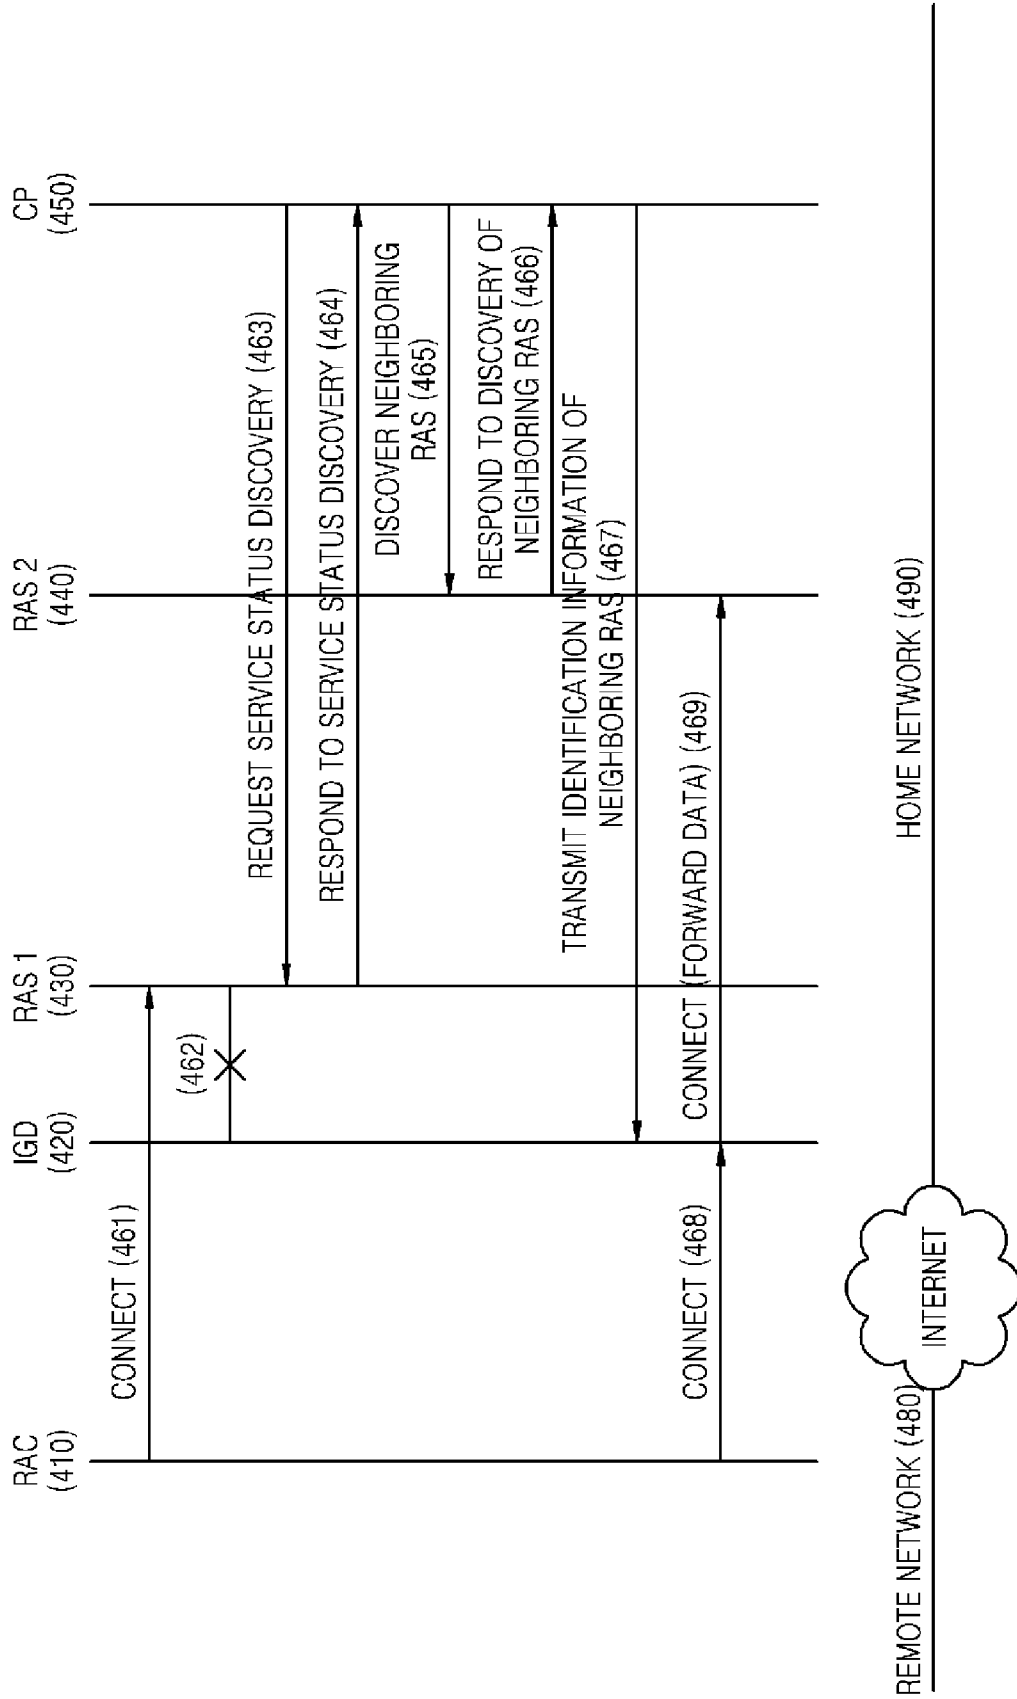 RAC
(410)
IGD
(420)
RAS 1
(430)
RAS 2
(440)
CP
(450)
CONNECT (461)
(462)
REQUEST SERVICE STATUS DISCOVERY (463)
RESPOND TO SERVICE STATUS DISCOVERY (464)
DISCOVER NEIGHBORING
RAS (465)
RESPOND TO DISCOVERY OF
NEIGHBORING RAS (466)
TRANSMIT IDENTIFICATION INFORMATION OF
NEIGHBORING RAS (467)
CONNECT (468)
CONNECT (FORWARD DATA) (469)
REMOTE NETWORK (480)
INTERNET
HOME NETWORK (490)